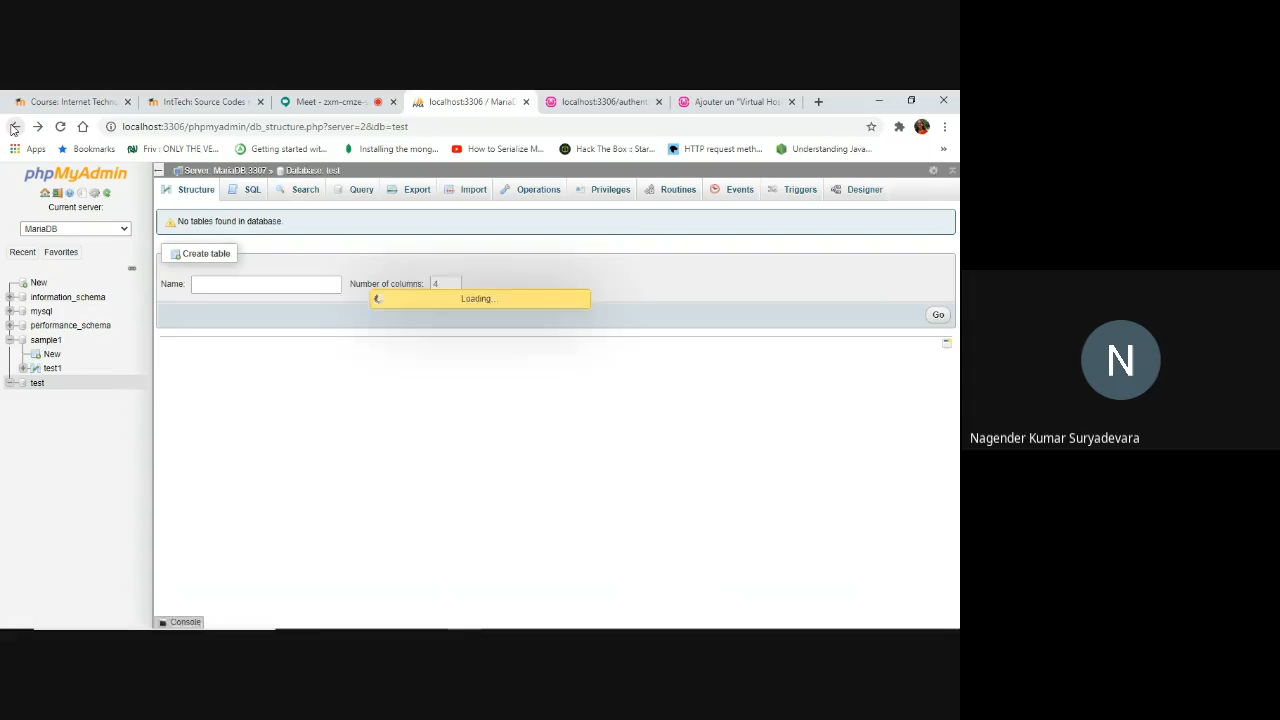 Course: Internet Techn
IntTech: Source Codes
Meet - zxm-cmze-
localhost:3306 / MariaD
localhost:3306/authent
Ajouter un "Virtual Hos
localhost:3306/phpmyadmin/db_structure.php?server=2&db=test
Apps
Bookmarks
Friv : ONLY THE VE...
Getting started wit...
Installing the mong...
How to Serialize M...
Hack The Box :: Star...
HTTP request meth...
Understanding Java...
»
phpMyAdmin
Current server:
MariaDB
Recent
Favorites
New
information_schema
mysql
performance_schema
sample1
New
test1
test
Server: MariaDB:3307 » Database: test
Structure
SQL
Search
Query
Export
Import
Operations
Privileges
Routines
Events
Triggers
Designer
No tables found in database.
Create table
Name:
Number of columns: 4
Loading...
Go
Console
N
Nagender Kumar Suryadevara